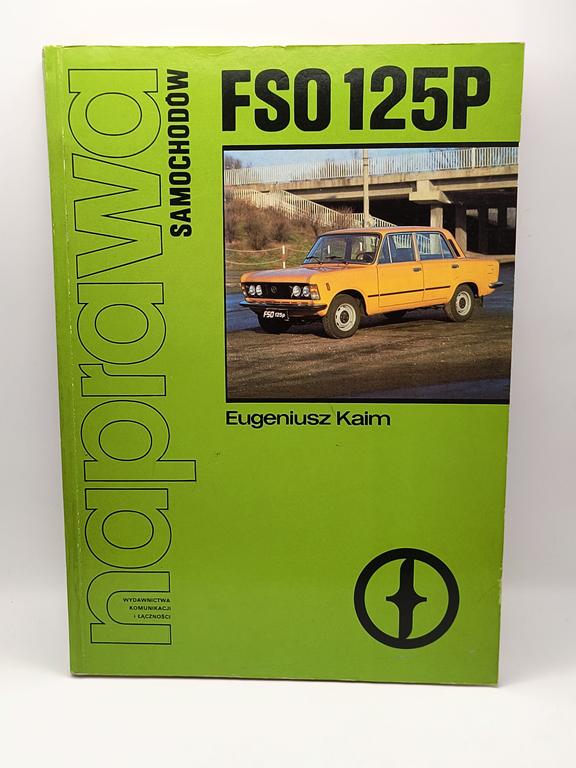 naprawa
SAMOCHODÓW
FSO 125P
FSO 125p
Eugeniusz Kaim
WYDAWNICTWA
KOMUNIKACJI
I ŁĄCZNOŚCI